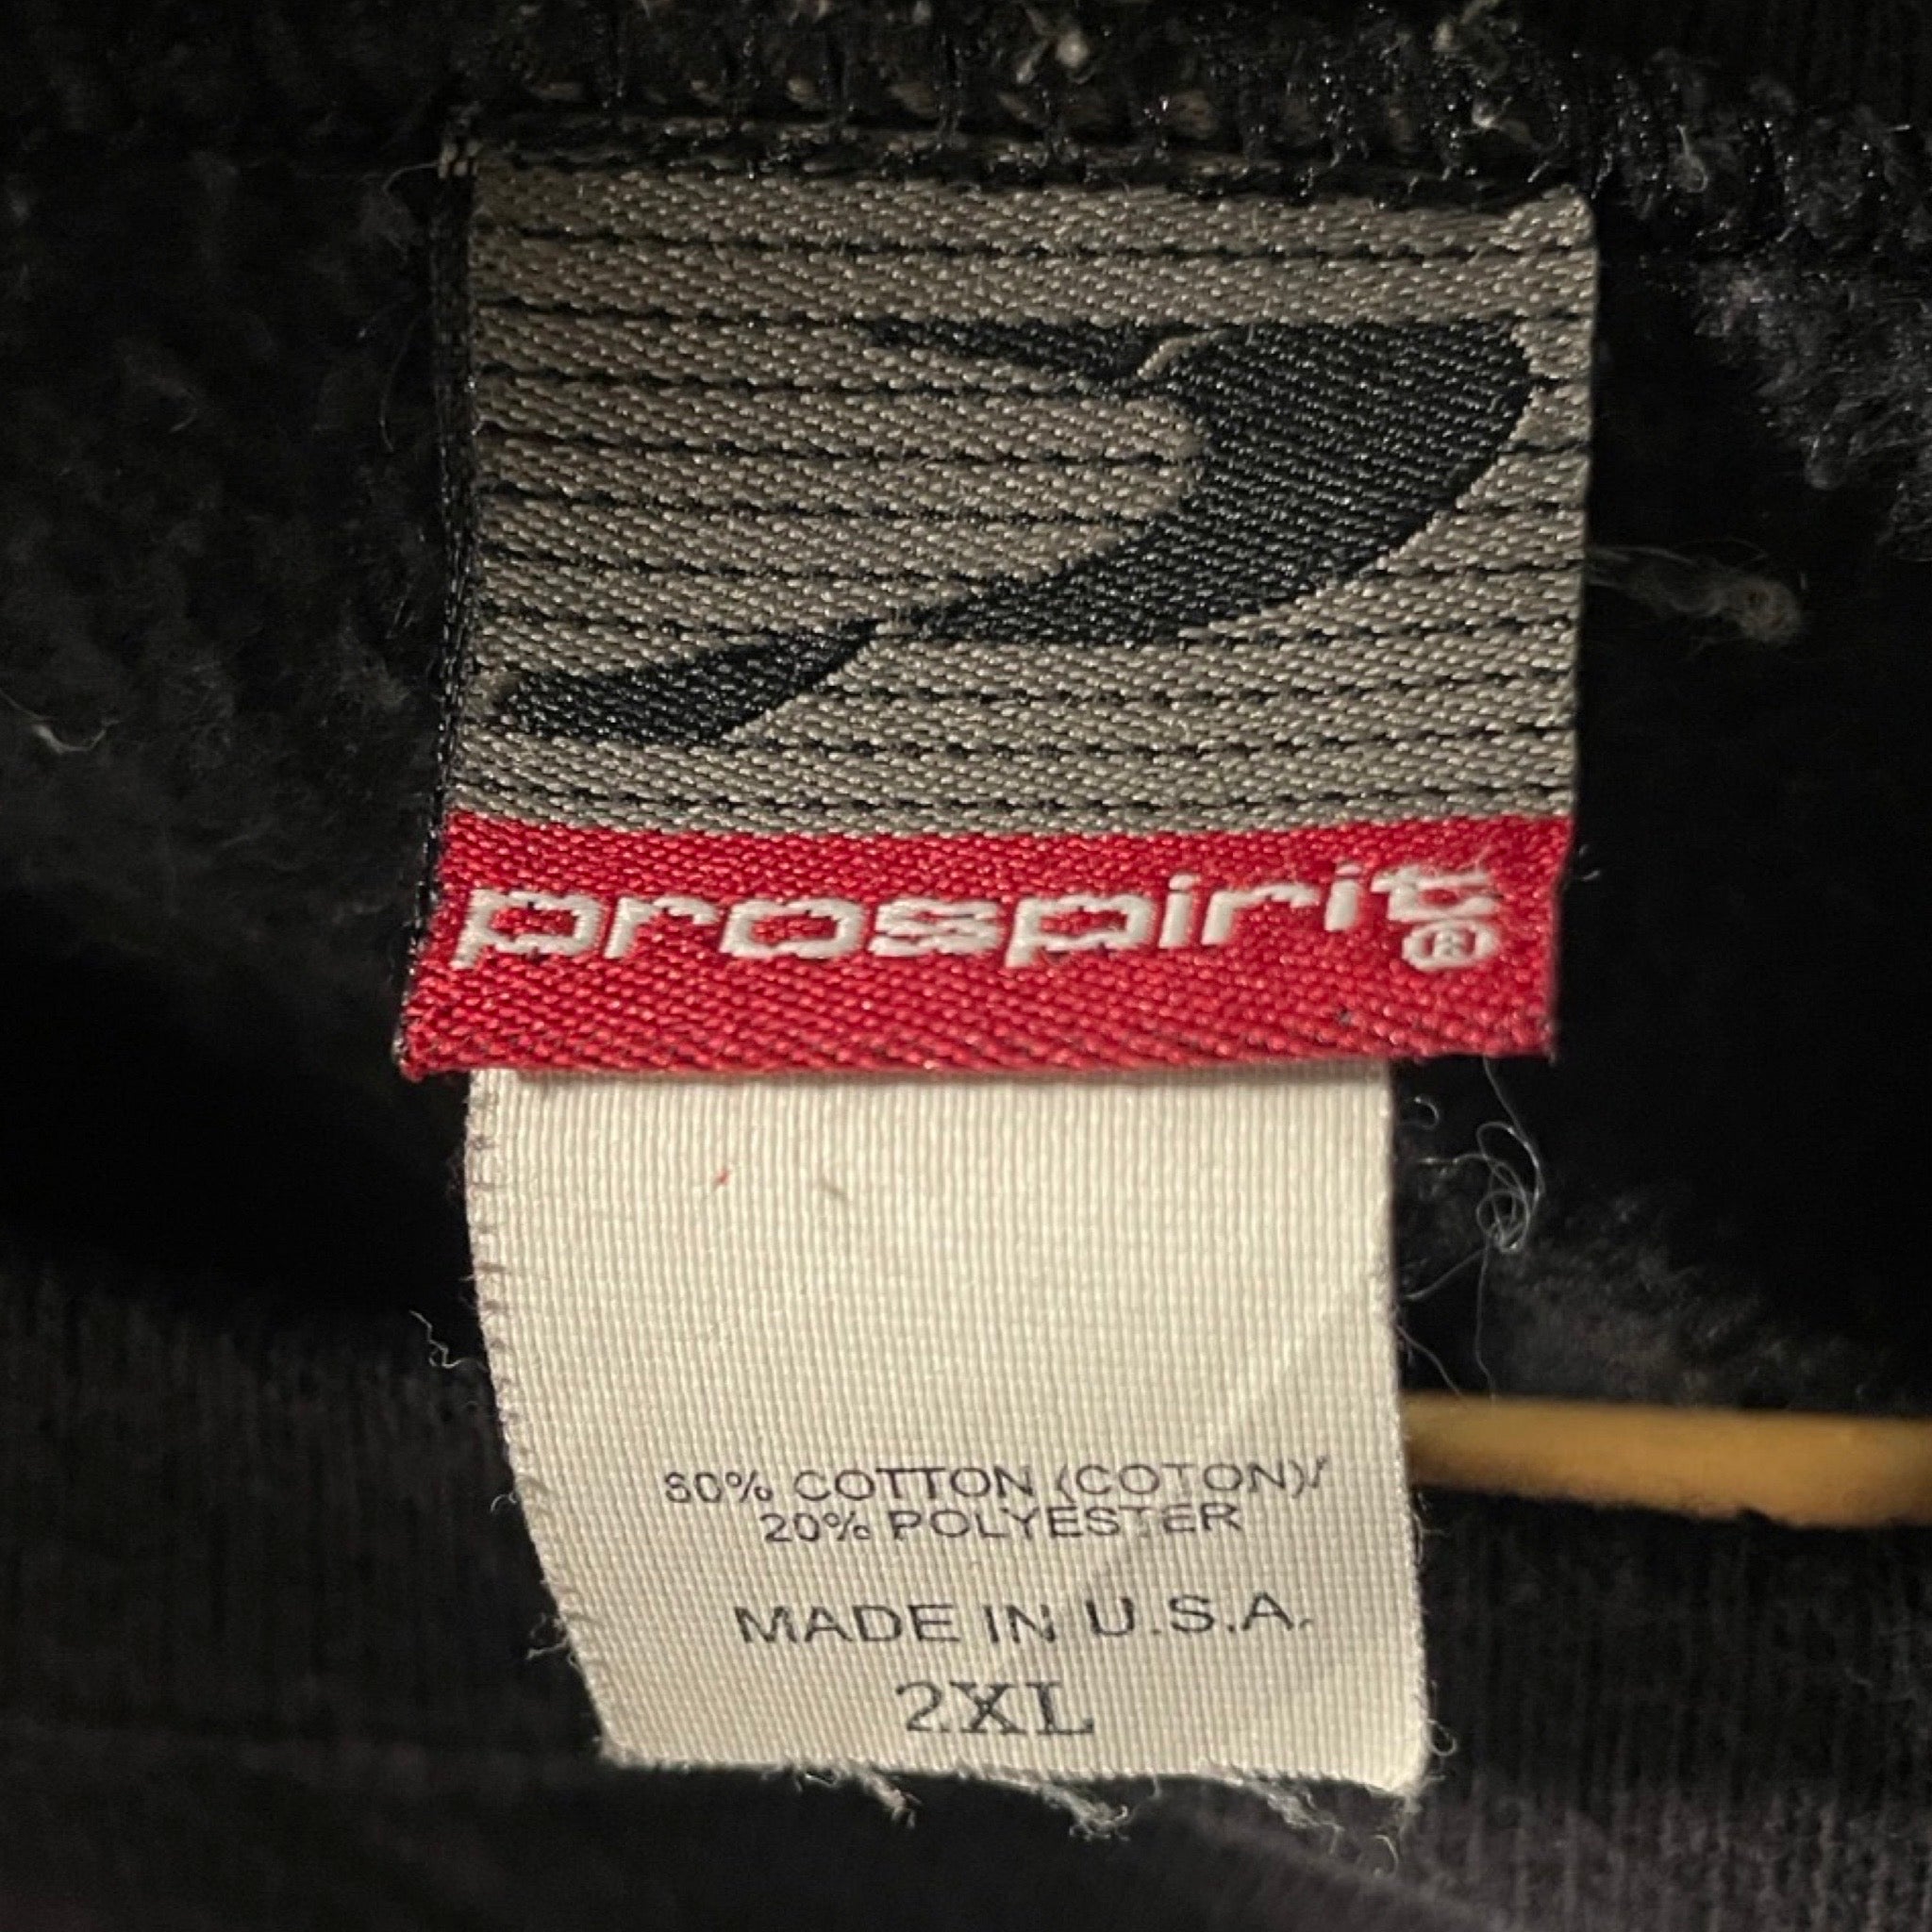 prospirit®
80% COTTON (COTON)/
20% POLYESTER
MADE IN U.S.A.
2XL